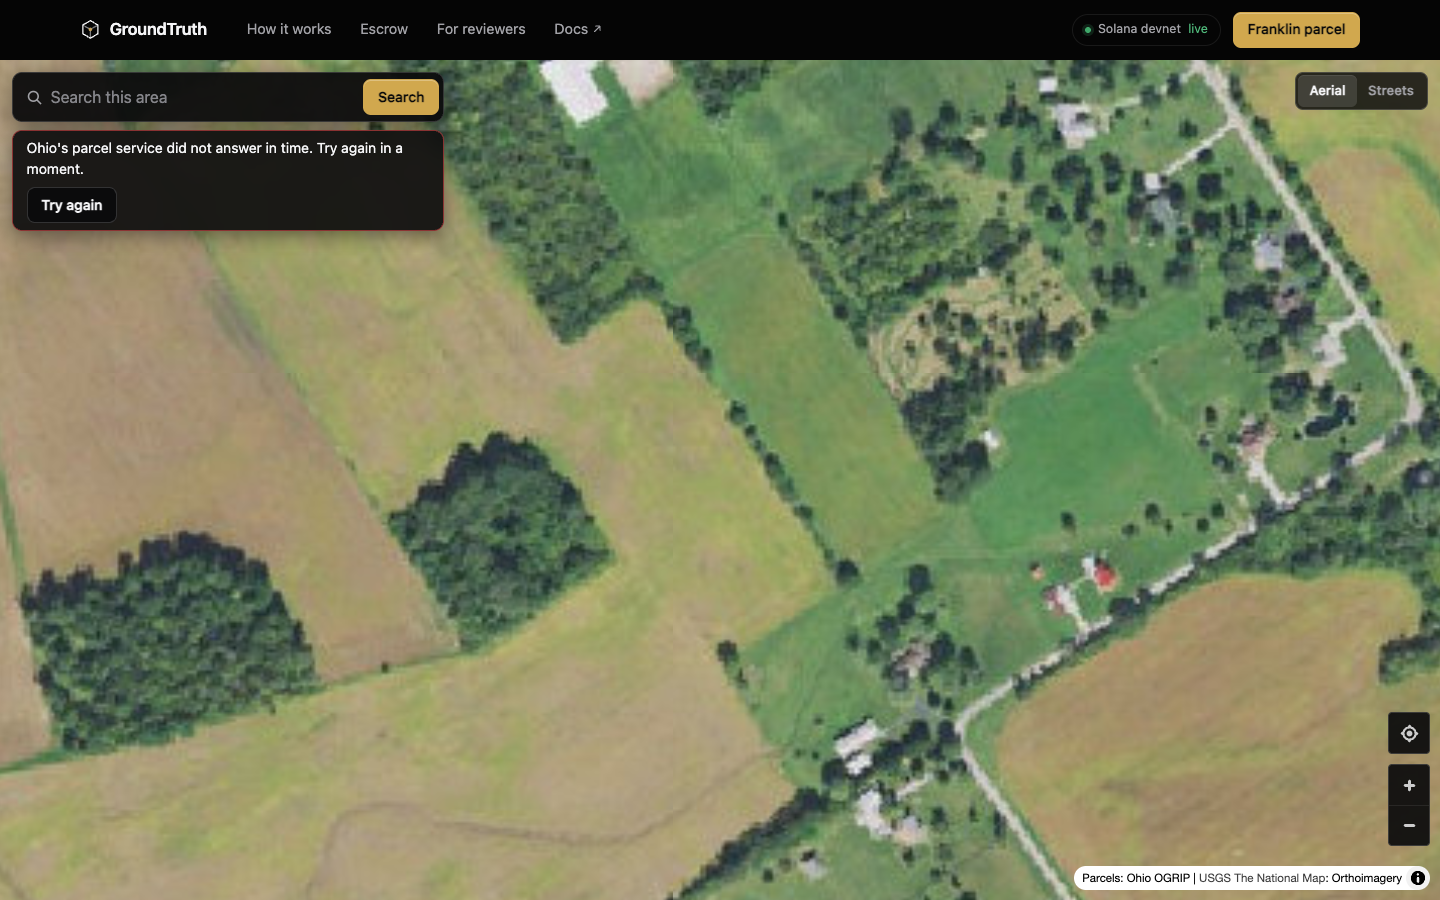 GroundTruth
How it works
Escrow
For reviewers
Docs ↗
Solana devnet live
Franklin parcel
Search this area
Search
Aerial
Streets
Ohio's parcel service did not answer in time. Try again in a
moment.
Try again
+
−
Parcels: Ohio OGRIP | USGS The National Map: Orthoimagery